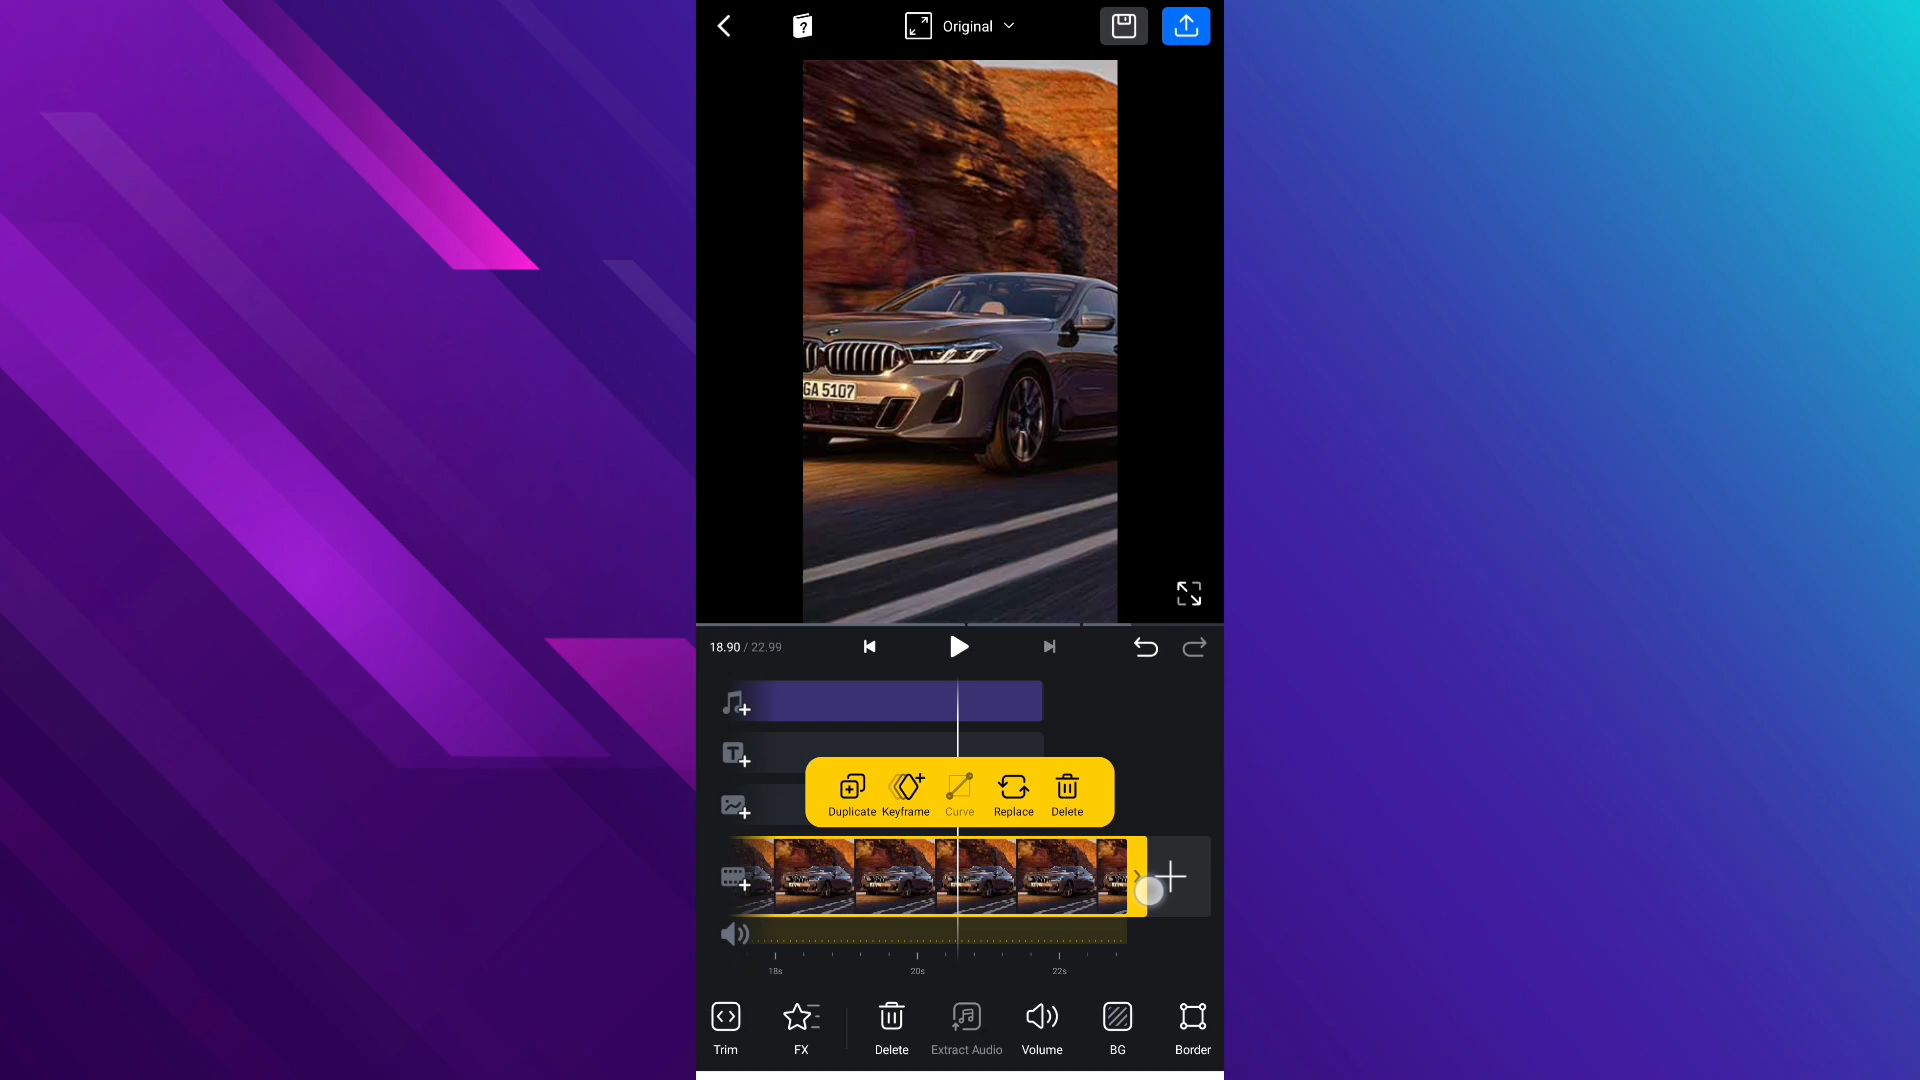 Original
GA 5107
18.90 / 22.99
Duplicate Keyframe Curve Replace Delete
18s 20s 22s
Trim FX Delete Extract Audio Volume BG Border